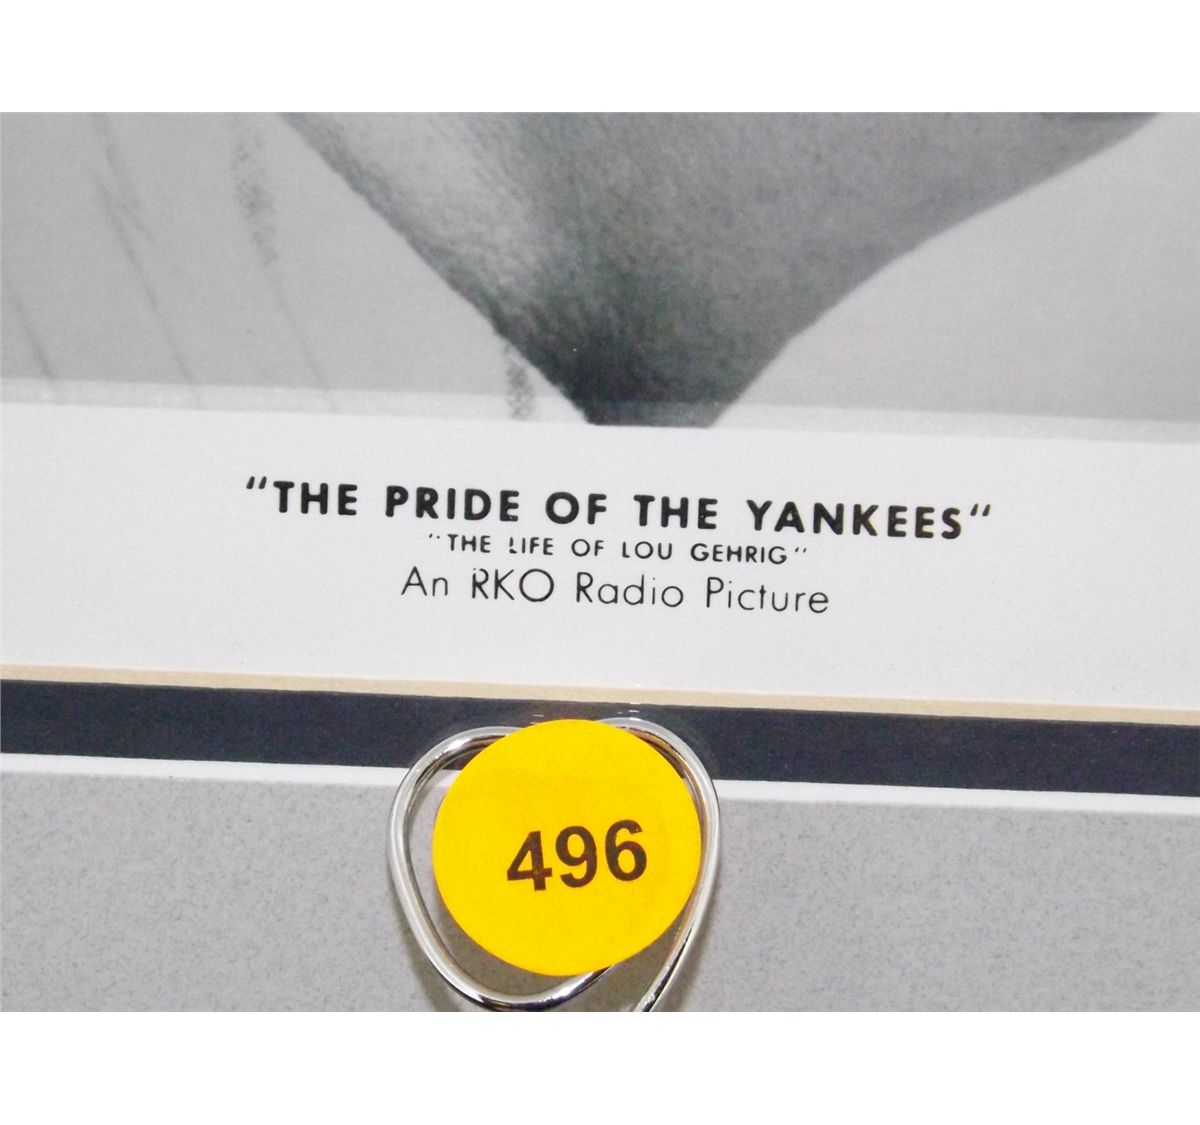 "THE PRIDE OF THE YANKEES"
"THE LIFE OF LOU GEHRIG"
An RKO Radio Picture
496